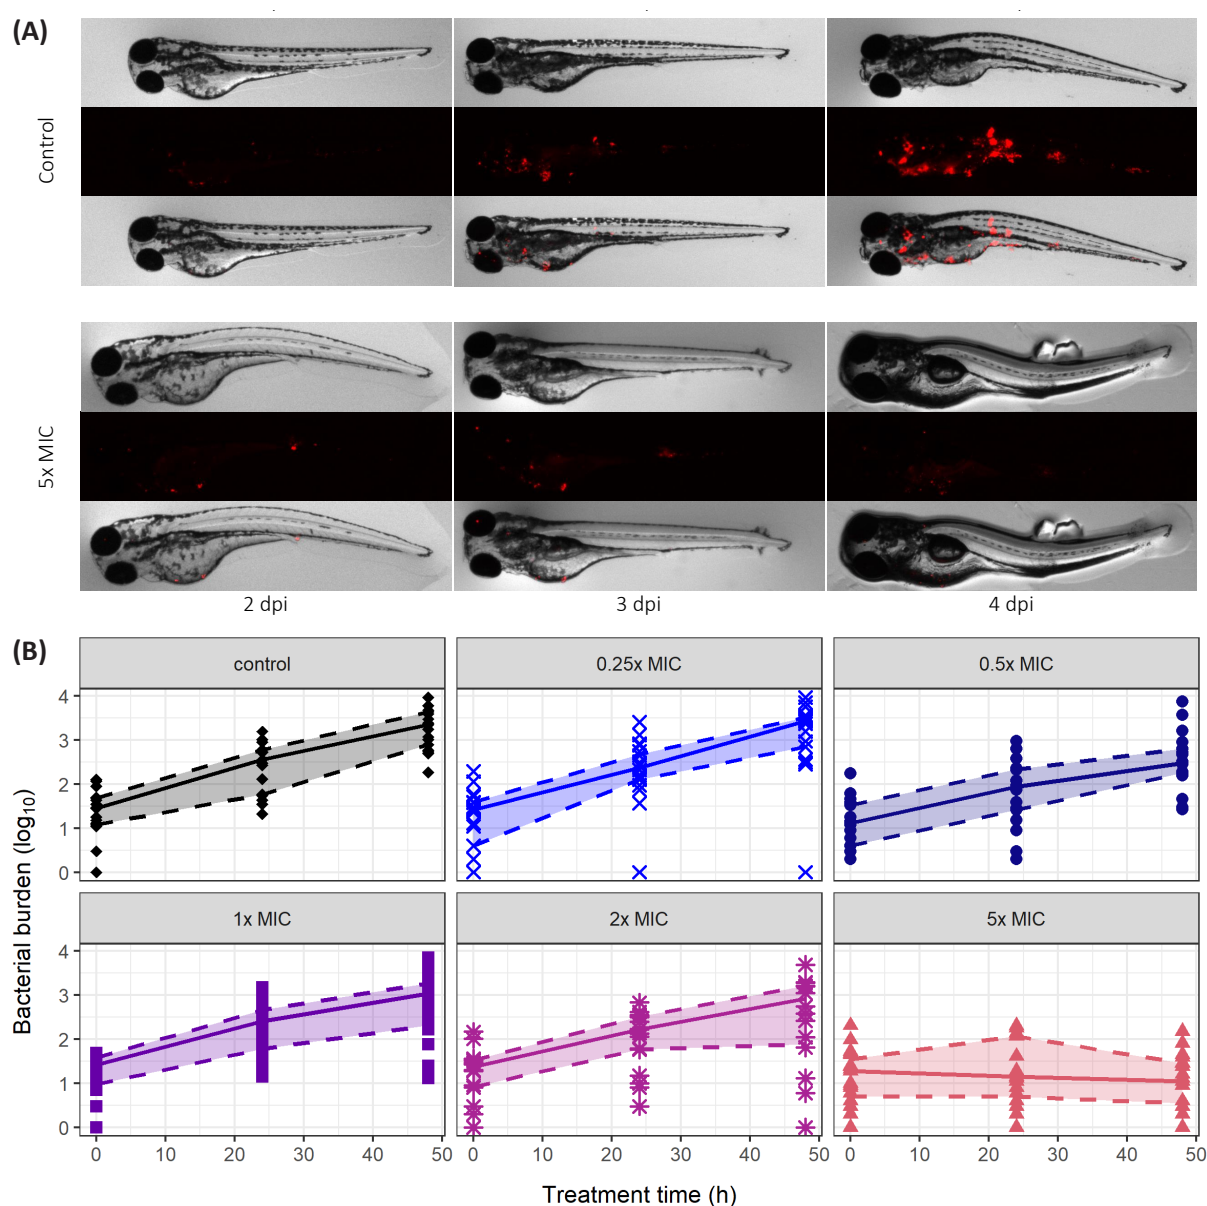 (A)
Control
5x MIC
2 dpi 3 dpi 4 dpi
(B)
control 0.25x MIC 0.5x MIC
4
3
2
1
0
1x MIC 2x MIC 5x MIC
4
3
2
1
0
Bacterial burden (log₁₀)
0 10 20 30 40 50 0 10 20 30 40 50 0 10 20 30 40 50
Treatment time (h)